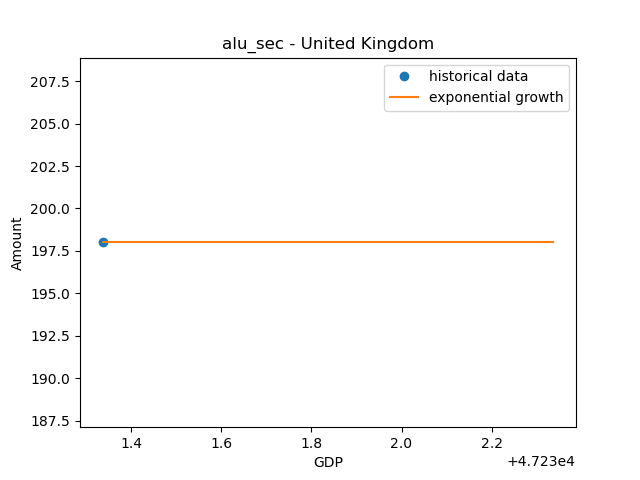 alu_sec - United Kingdom
historical data
exponential growth
207.5
205.0
202.5
200.0
197.5
195.0
192.5
190.0
187.5
Amount
1.4 1.6 1.8 2.0 2.2
+4.723e4
GDP